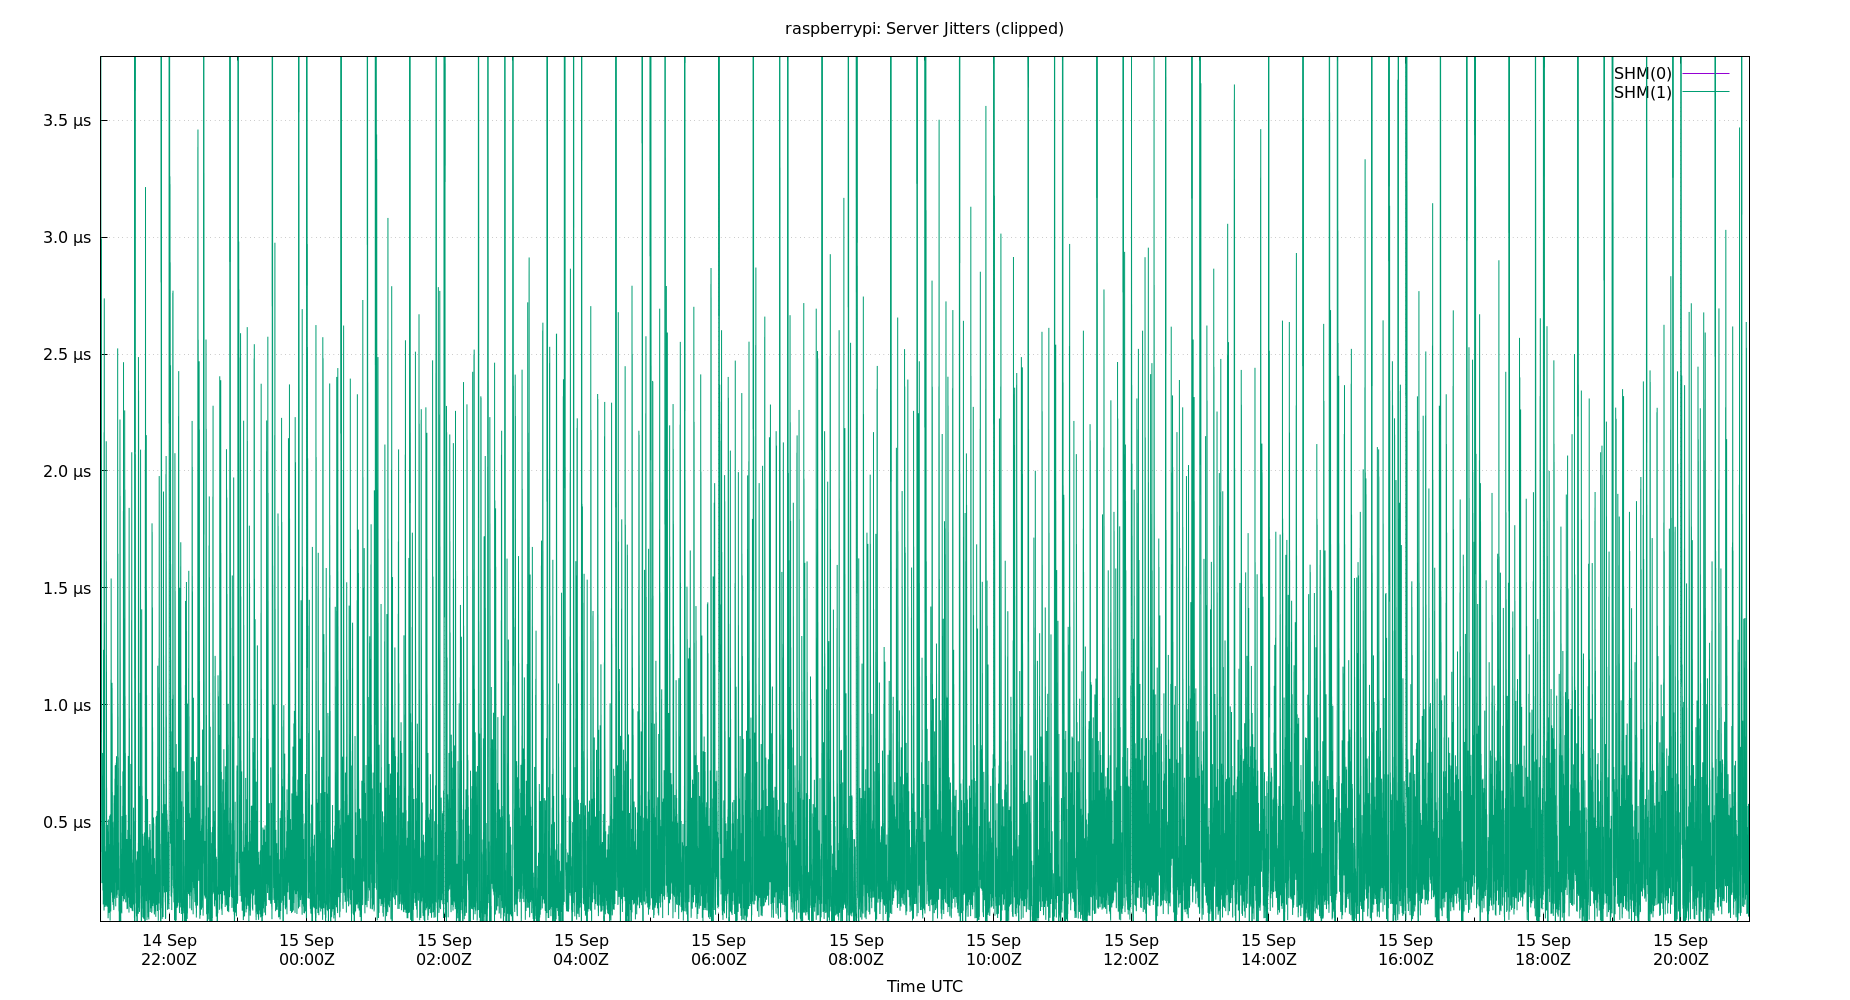 raspberrypi: Server Jitters (clipped)
SHM(0)
SHM(1)
3.5 µs
3.0 µs
2.5 µs
2.0 µs
1.5 µs
1.0 µs
0.5 µs
14 Sep 15 Sep 15 Sep 15 Sep 15 Sep 15 Sep 15 Sep 15 Sep 15 Sep 15 Sep 15 Sep 15 Sep
22:00Z 00:00Z 02:00Z 04:00Z 06:00Z 08:00Z 10:00Z 12:00Z 14:00Z 16:00Z 18:00Z 20:00Z
Time UTC